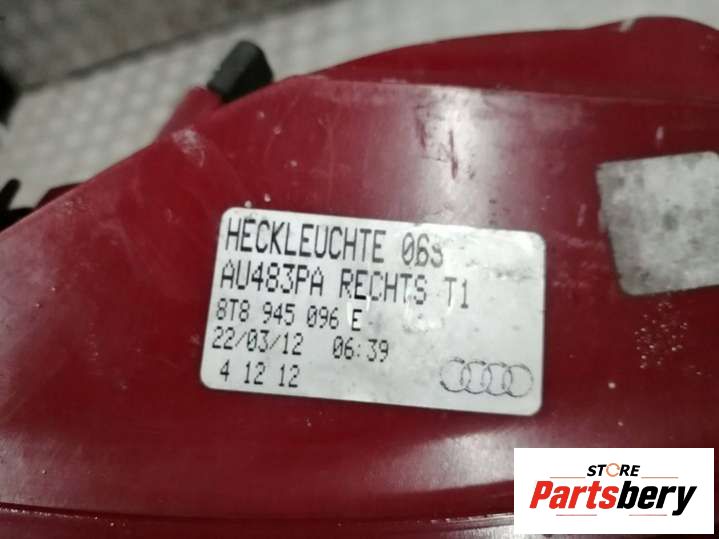 HECKLEUCHTE 06S
AU483PA RECHTS T1
8T8 945 096 E
22/03/12 06:39
4 12 12
STORE
Partsbery